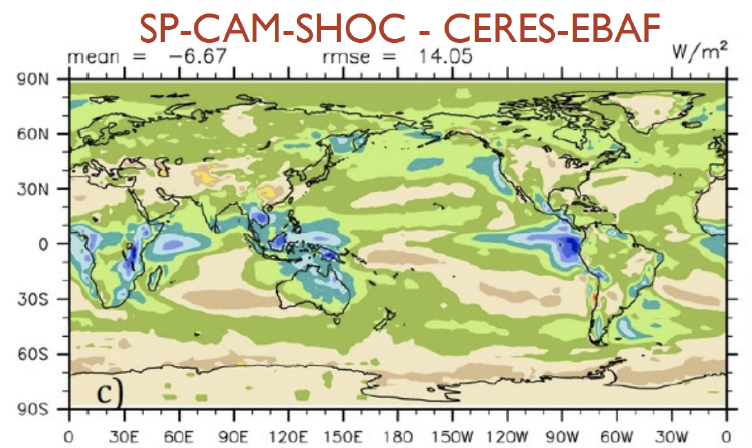 SP-CAM-SHOC - CERES-EBAF
mean = -6.67 rmse = 14.05 W/m²
90N
60N
30N
0
30S
60S
90S
c)
0 30E 60E 90E 120E 150E 180 150W 120W 90W 60W 30W 0